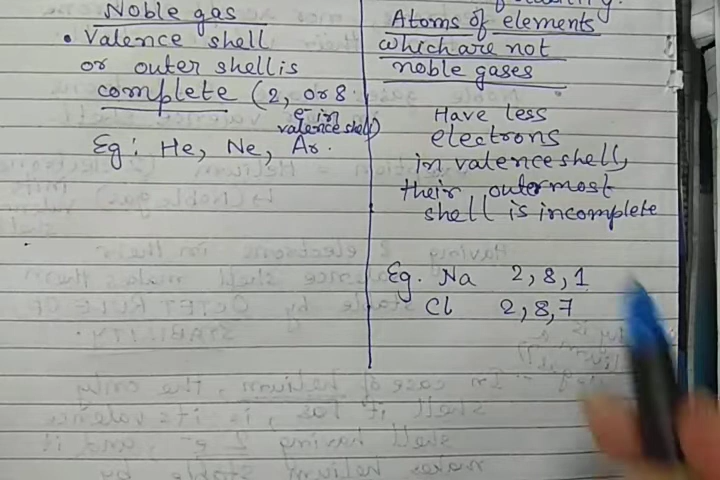 Noble gas
• Valence shell
or outer shell is
complete (2, or 8
e- in
valence shell)
Eg: He, Ne, Ar.
Atoms of elements
which are not
noble gases
Have less
electrons
in valence shell,
their outermost
shell is incomplete
Eg. Na 2, 8, 1
Cl 2, 8, 7